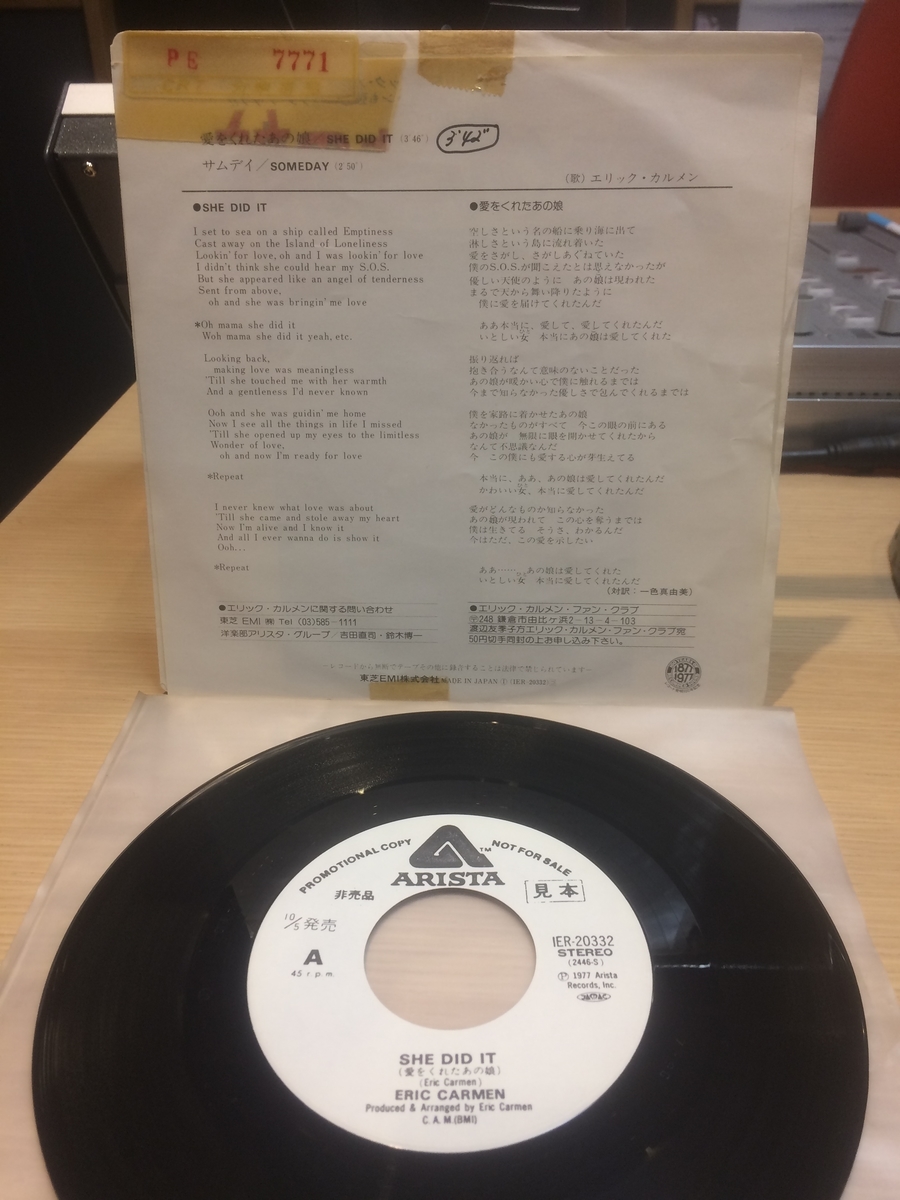 PE 7771
愛をくれたあの娘／SHE DID IT (3′46″) 3′42″
サムデイ／SOMEDAY (2′50″)
(歌) エリック・カルメン
●SHE DID IT
I set to sea on a ship called Emptiness
Cast away on the Island of Loneliness
Lookin' for love, oh and I was lookin' for love
I didn't think she could hear my S.O.S.
But she appeared like an angel of tenderness
Sent from above,
oh and she was bringin' me love
*Oh mama she did it
Woh mama she did it yeah, etc.
Looking back,
making love was meaningless
'Till she touched me with her warmth
And a gentleness I'd never known
Ooh and she was guidin' me home
Now I see all the things in life I missed
'Till she opened up my eyes to the limitless
Wonder of love,
oh and now I'm ready for love
*Repeat
I never knew what love was about
'Till she came and stole away my heart
Now I'm alive and I know it
And all I ever wanna do is show it
Ooh...
*Repeat
●愛をくれたあの娘
空しさという名の船に乗り海に出て
淋しさという島に流れ着いた
愛をさがし、さがしあぐねていた
僕のS.O.S.が聞こえたとは思えなかったが
優しい天使のように　あの娘は現われた
まるで天から舞い降りたように
僕に愛を届けてくれたんだ
ああ本当に、愛して、愛してくれたんだ
いとしい女　本当にあの娘は愛してくれた
振り返れば
抱き合うなんて意味のないことだった
あの娘が暖かい心で僕に触れるまでは
今まで知らなかった優しさで包んでくれるまでは
僕を家路に着かせたあの娘
なかったものがすべて　今この眼の前にある
あの娘が　無限に眼を開かせてくれたから
なんて不思議なんだ
今　この僕にも愛する心が芽生えてる
本当に、ああ、あの娘は愛してくれたんだ
かわいい女、本当に愛してくれたんだ
愛がどんなものか知らなかった
あの娘が現われて　この心を奪うまでは
僕は生きてる　そうさ、わかるんだ
今はただ、この愛を示したい
ああ……、あの娘は愛してくれた
いとしい女　本当に愛してくれたんだ
(対訳：一色真由美)
●エリック・カルメンに関する問い合わせ
東芝 EMI ㈱ Tel (03)585-1111
洋楽部アリスタ・グループ／吉田直司・鈴木博一
●エリック・カルメン・ファン・クラブ
〒248 鎌倉市由比ヶ浜2-13-4-103
渡辺友季子方エリック・カルメン・ファン・クラブ宛
50円切手同封の上お申し込み下さい。
—レコードから無断でテープその他に録音することは法律で禁じられています—
東芝EMI株式会社 MADE IN JAPAN (IER-20332)
1877
1977
PROMOTIONAL COPY NOT FOR SALE
ARISTA TM
非売品 見本
10/5 発売
A
45 r.p.m.
IER-20332
STEREO
(2446-S)
Ⓟ 1977 Arista
Records, Inc.
JASRAC
SHE DID IT
(愛をくれたあの娘)
(Eric Carmen)
ERIC CARMEN
Produced & Arranged by Eric Carmen
C. A. M. (BMI)